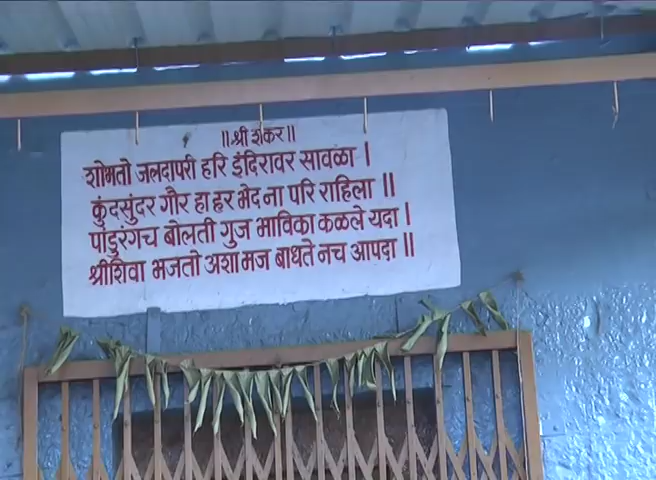 ॥ श्री शंकर ॥
शोभतो जलदापरी हरि इंदिरावर सावळा ।
कुंदसुंदर गौर हा हर भेद ना परि राहिला ॥
पांडुरंगच बोलती गुज भाविका कळले यदा ।
श्रीशिवा भजतो अशा मज बाधते न च आपदा ॥